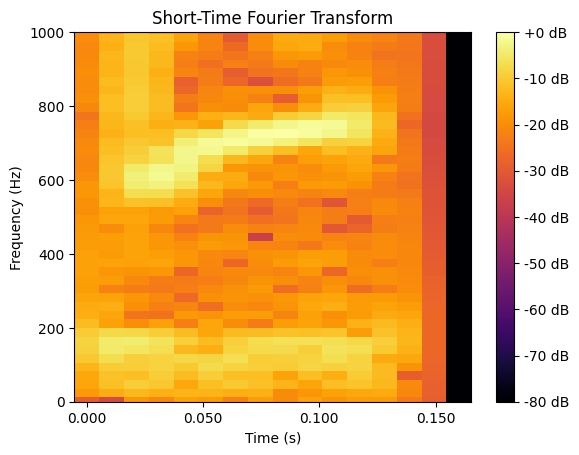 Short-Time Fourier Transform
1000
800
600
400
200
0
Frequency (Hz)
0.000
0.050
0.100
0.150
Time (s)
+0 dB
-10 dB
-20 dB
-30 dB
-40 dB
-50 dB
-60 dB
-70 dB
-80 dB